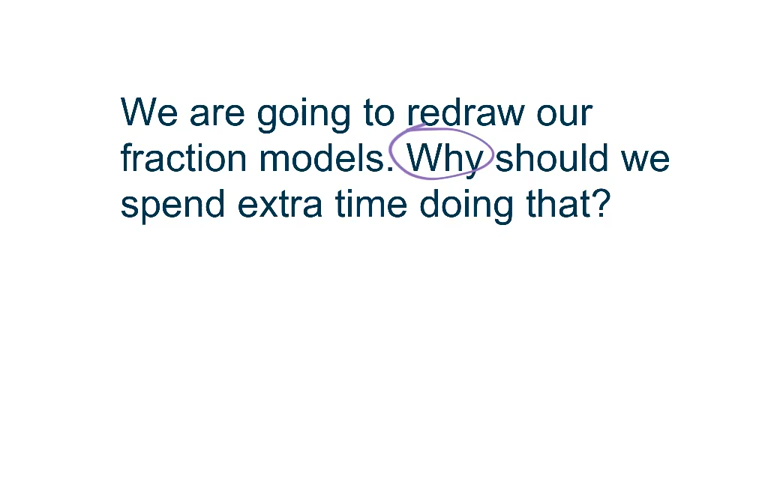 We are going to redraw our
fraction models. Why should we
spend extra time doing that?